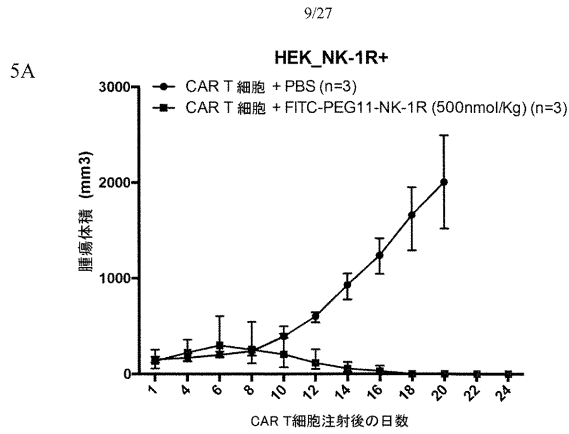 9/27
5A
HEK_NK-1R+
CAR T 細胞 + PBS (n=3)
CAR T 細胞 + FITC-PEG11-NK-1R (500nmol/Kg) (n=3)
腫瘍体積 (mm3)
3000
2000
1000
0
1 4 6 8 10 12 14 16 18 20 22 24
CAR T細胞注射後の日数